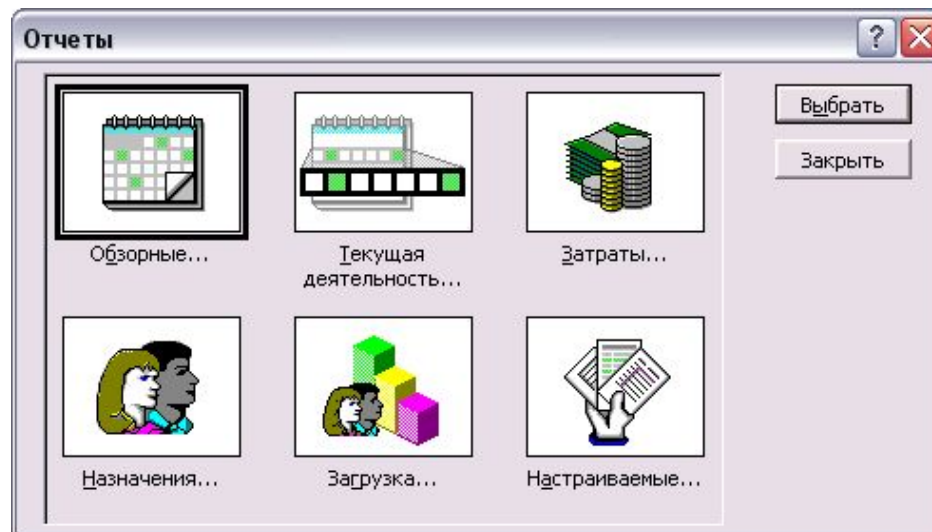 Отчеты
?
Выбрать
Закрыть
Обзорные...
Текущая
деятельность...
Затраты...
Назначения...
Загрузка...
Настраиваемые...